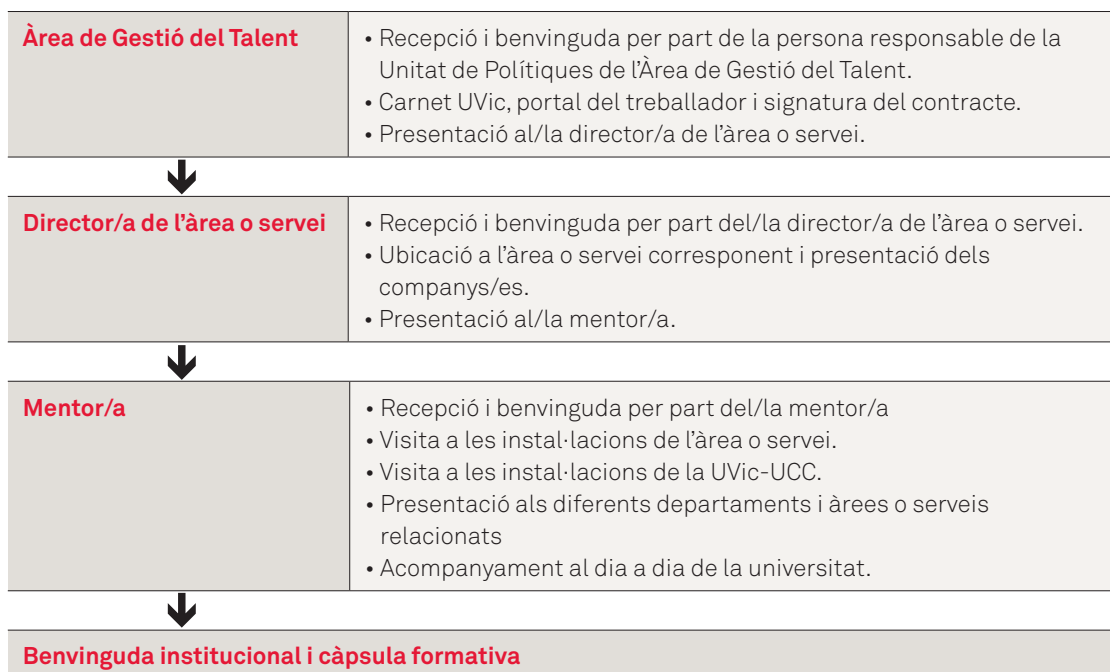 Àrea de Gestió del Talent
• Recepció i benvinguda per part de la persona responsable de la
Unitat de Polítiques de l’Àrea de Gestió del Talent.
• Carnet UVic, portal del treballador i signatura del contracte.
• Presentació al/la director/a de l’àrea o servei.
Director/a de l’àrea o servei
• Recepció i benvinguda per part del/la director/a de l’àrea o servei.
• Ubicació a l’àrea o servei corresponent i presentació dels
companys/es.
• Presentació al/la mentor/a.
Mentor/a
• Recepció i benvinguda per part del/la mentor/a
• Visita a les instal·lacions de l’àrea o servei.
• Visita a les instal·lacions de la UVic-UCC.
• Presentació als diferents departaments i àrees o serveis
relacionats
• Acompanyament al dia a dia de la universitat.
Benvinguda institucional i càpsula formativa